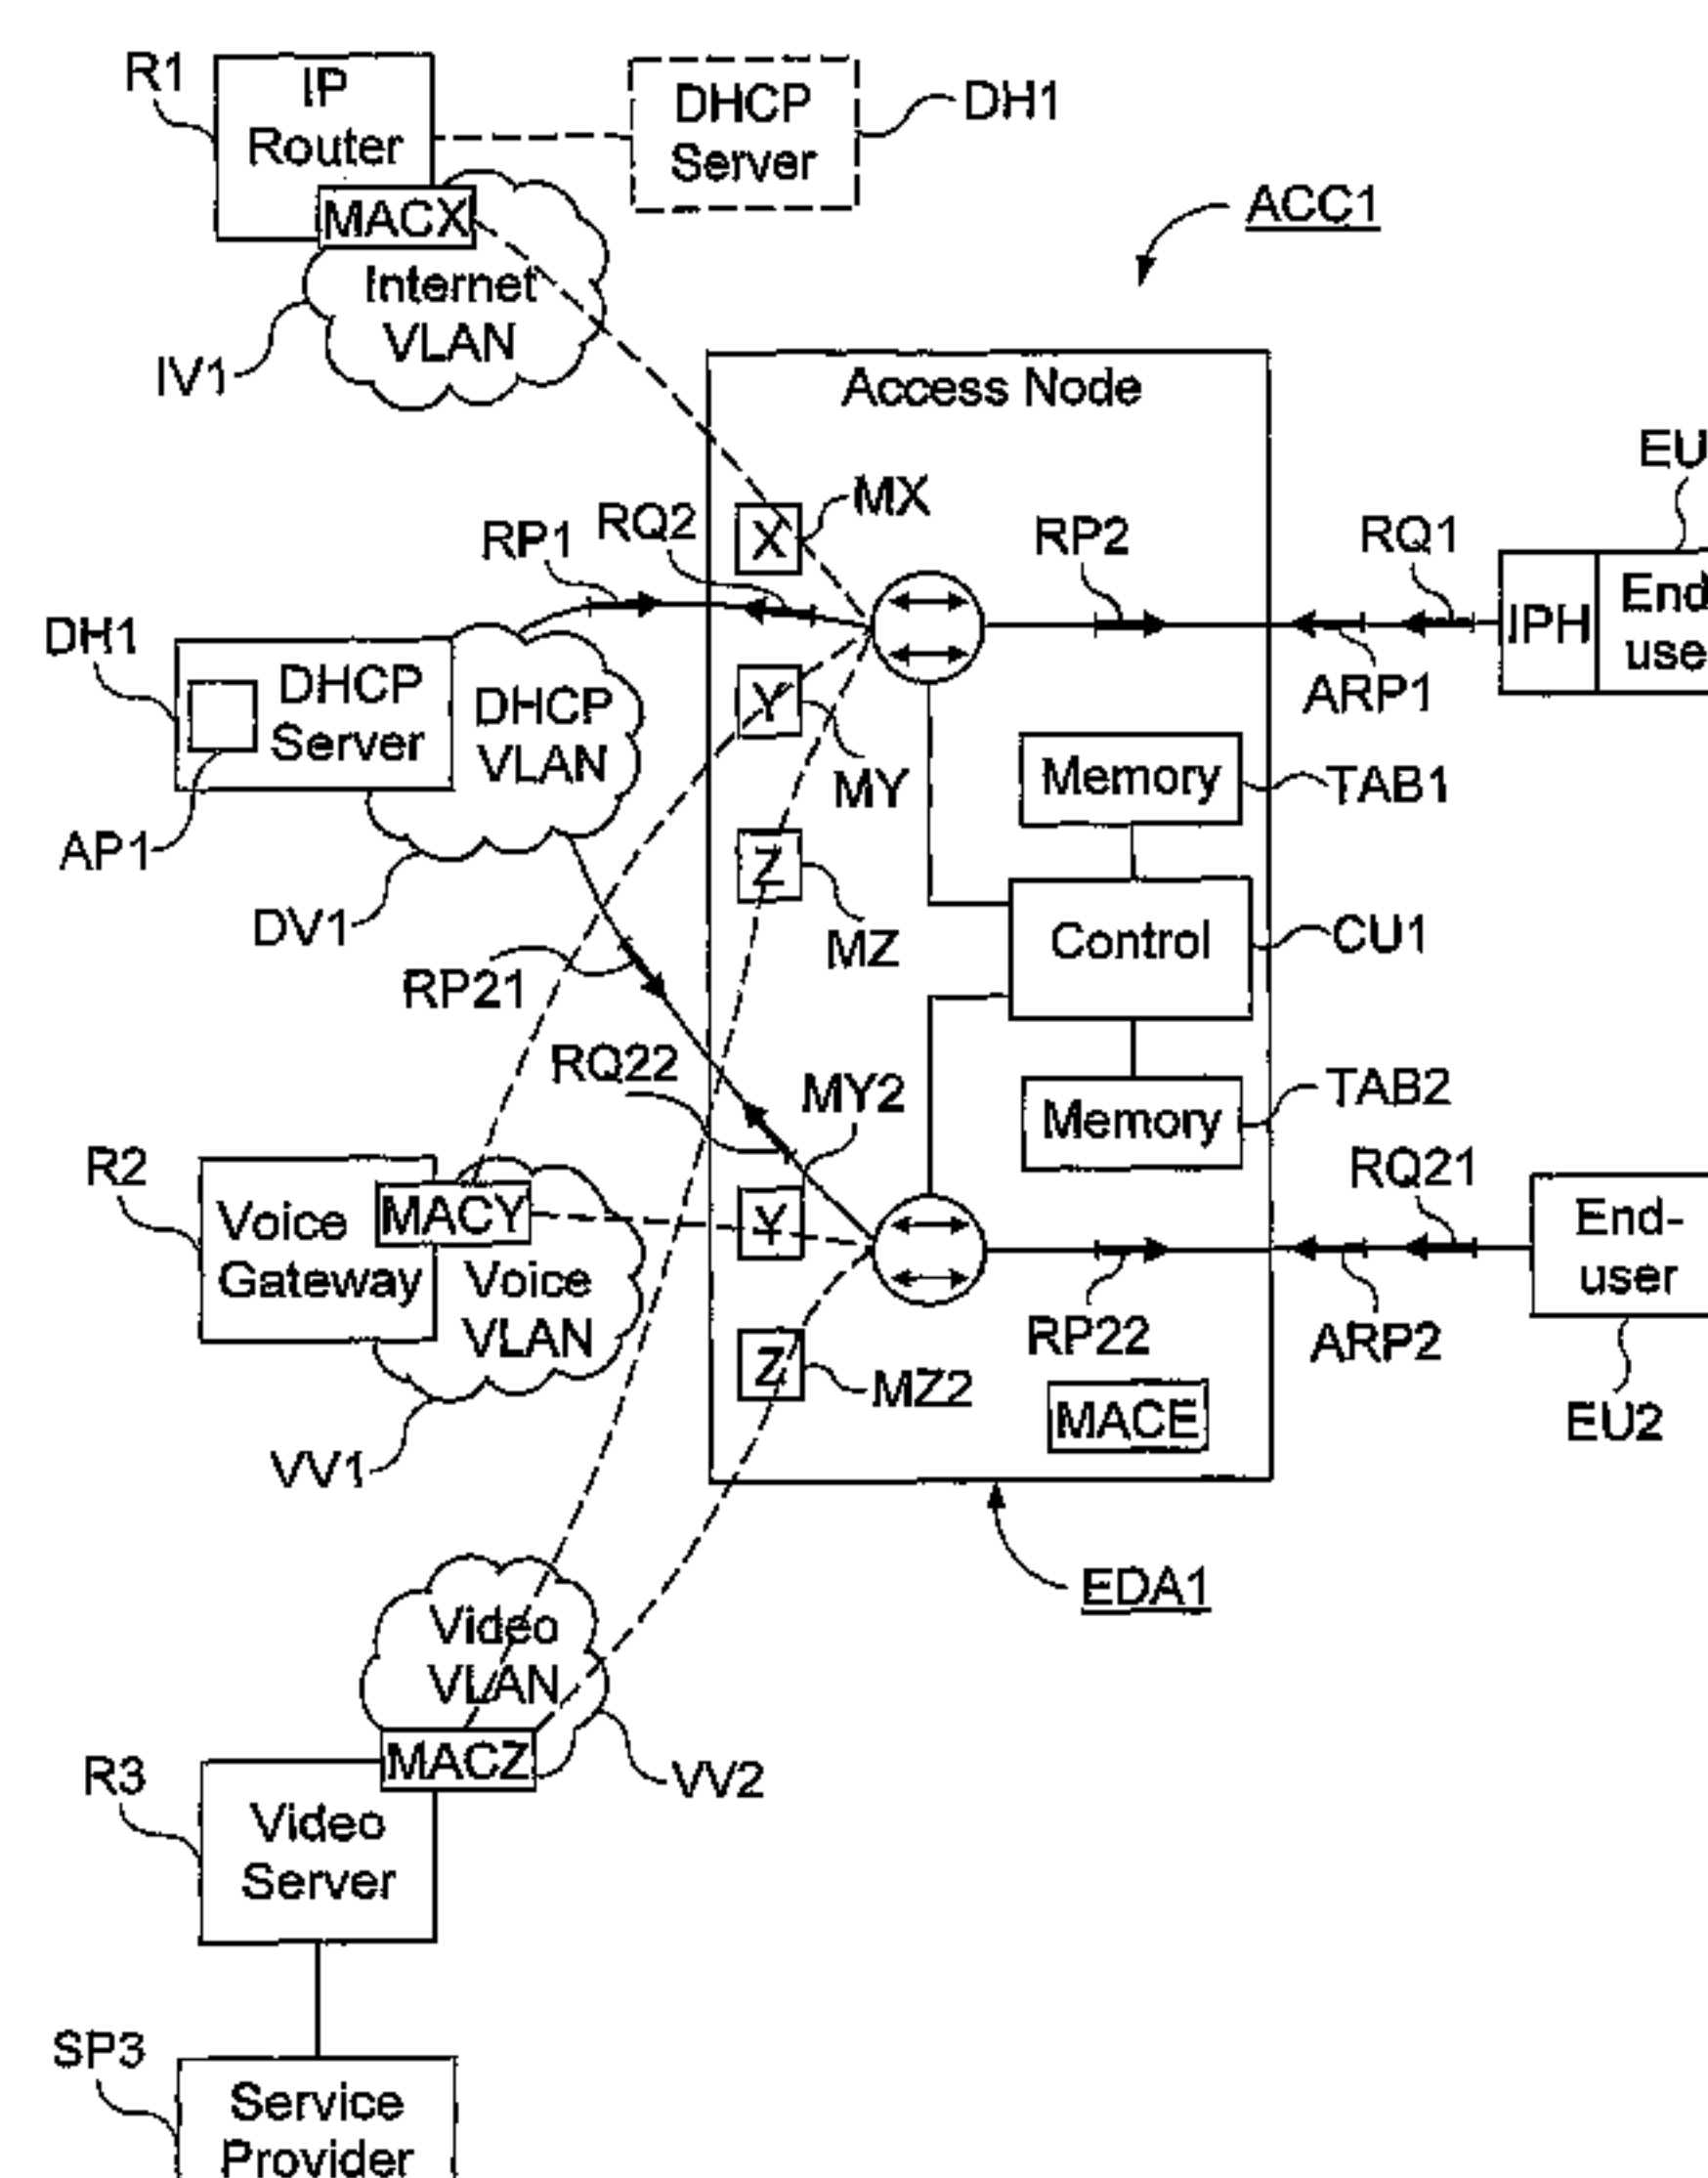 R1
IP
Router
MACX
DHCP
Server
DH1
ACC1
Internet
VLAN
IV1
Access Node
EU
RP1
RQ2
X
MX
RP2
RQ1
IPH
End
use
ARP1
DH1
DHCP
Server
DHCP
VLAN
Y
MY
Memory
TAB1
AP1
DV1
Z
MZ
Control
CU1
RP21
RQ22
MY2
Memory
TAB2
RQ21
R2
Voice
Gateway
MACY
Voice
VLAN
Y
End-
user
RP22
ARP2
Z
MZ2
MACE
EU2
VV1
EDA1
Video
VLAN
MACZ
VV2
R3
Video
Server
SP3
Service
Provider